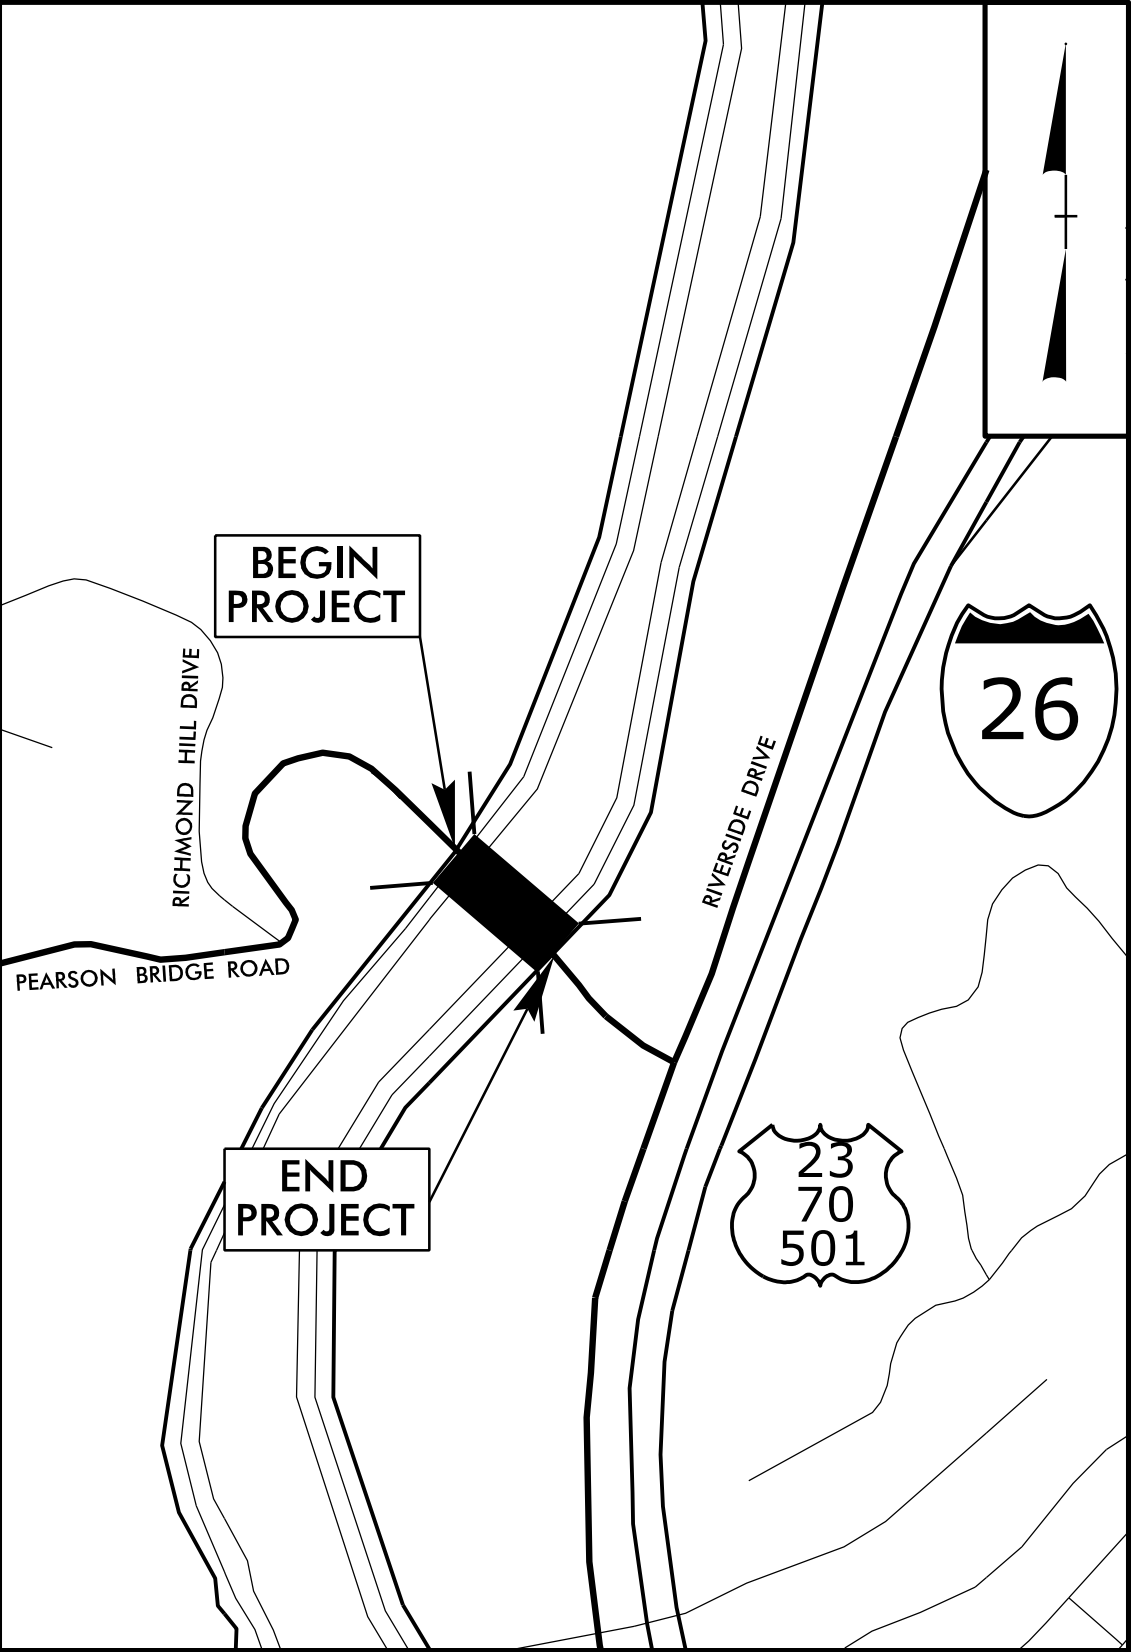 BEGIN
PROJECT
RICHMOND HILL DRIVE
26
RIVERSIDE DRIVE
PEARSON BRIDGE ROAD
END
PROJECT
23
70
501